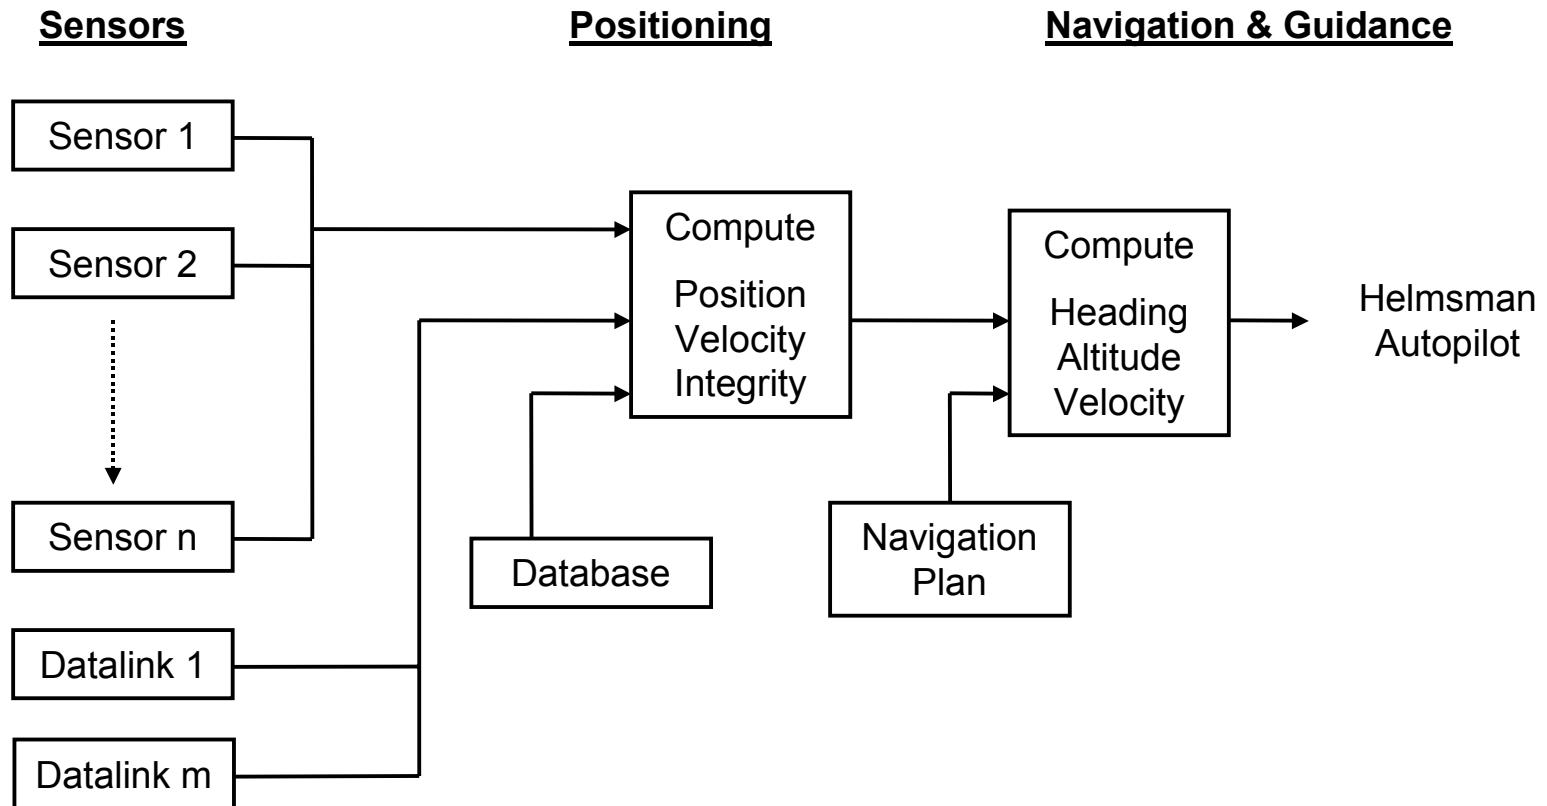 Sensors
Positioning
Navigation & Guidance
Sensor 1
Sensor 2
Sensor n
Datalink 1
Datalink m
Compute
Position
Velocity
Integrity
Database
Compute
Heading
Altitude
Velocity
Navigation
Plan
Helmsman
Autopilot